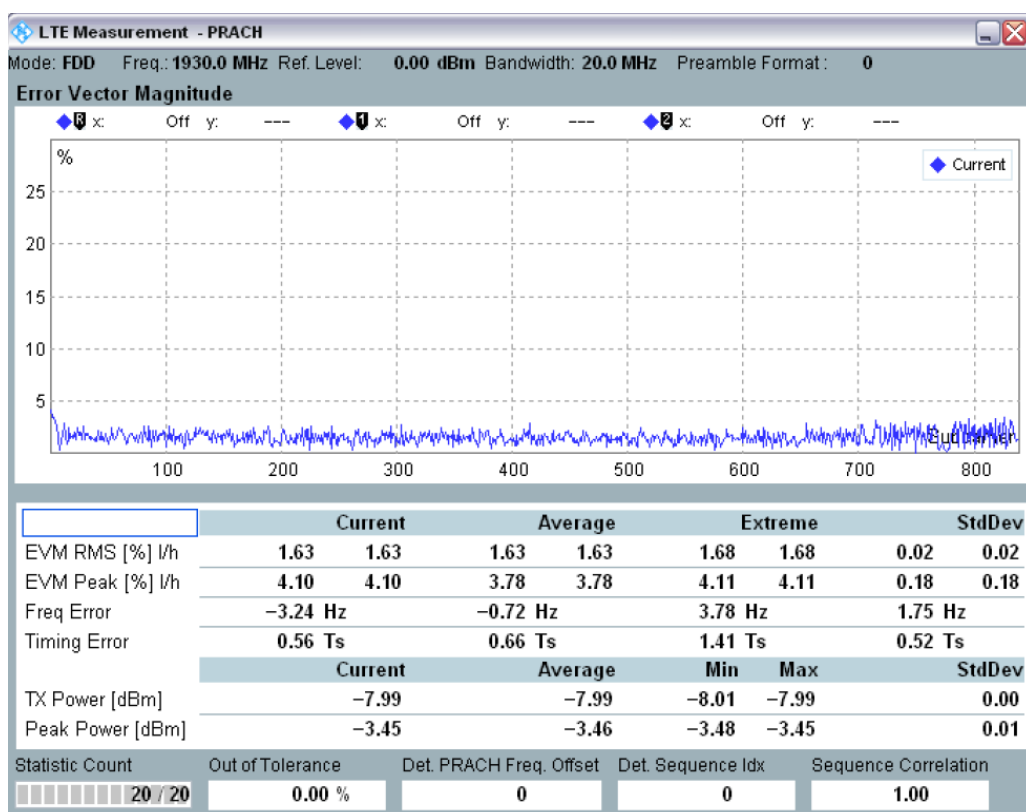 LTE Measurement - PRACH
Mode: FDD Freq.: 1930.0 MHz Ref. Level: 0.00 dBm Bandwidth: 20.0 MHz Preamble Format : 0
Error Vector Magnitude
R x: Off y: --- 1 x: Off y: --- 2 x: Off y: ---
%
Current
25
20
15
10
5
Subcarrier
100 200 300 400 500 600 700 800
Current Average Extreme StdDev
EVM RMS [%] l/h 1.63 1.63 1.63 1.63 1.68 1.68 0.02 0.02
EVM Peak [%] l/h 4.10 4.10 3.78 3.78 4.11 4.11 0.18 0.18
Freq Error −3.24 Hz −0.72 Hz 3.78 Hz 1.75 Hz
Timing Error 0.56 Ts 0.66 Ts 1.41 Ts 0.52 Ts
Current Average Min Max StdDev
TX Power [dBm] −7.99 −7.99 −8.01 −7.99 0.00
Peak Power [dBm] −3.45 −3.46 −3.48 −3.45 0.01
Statistic Count Out of Tolerance Det. PRACH Freq. Offset Det. Sequence Idx Sequence Correlation
20 / 20 0.00 % 0 0 1.00